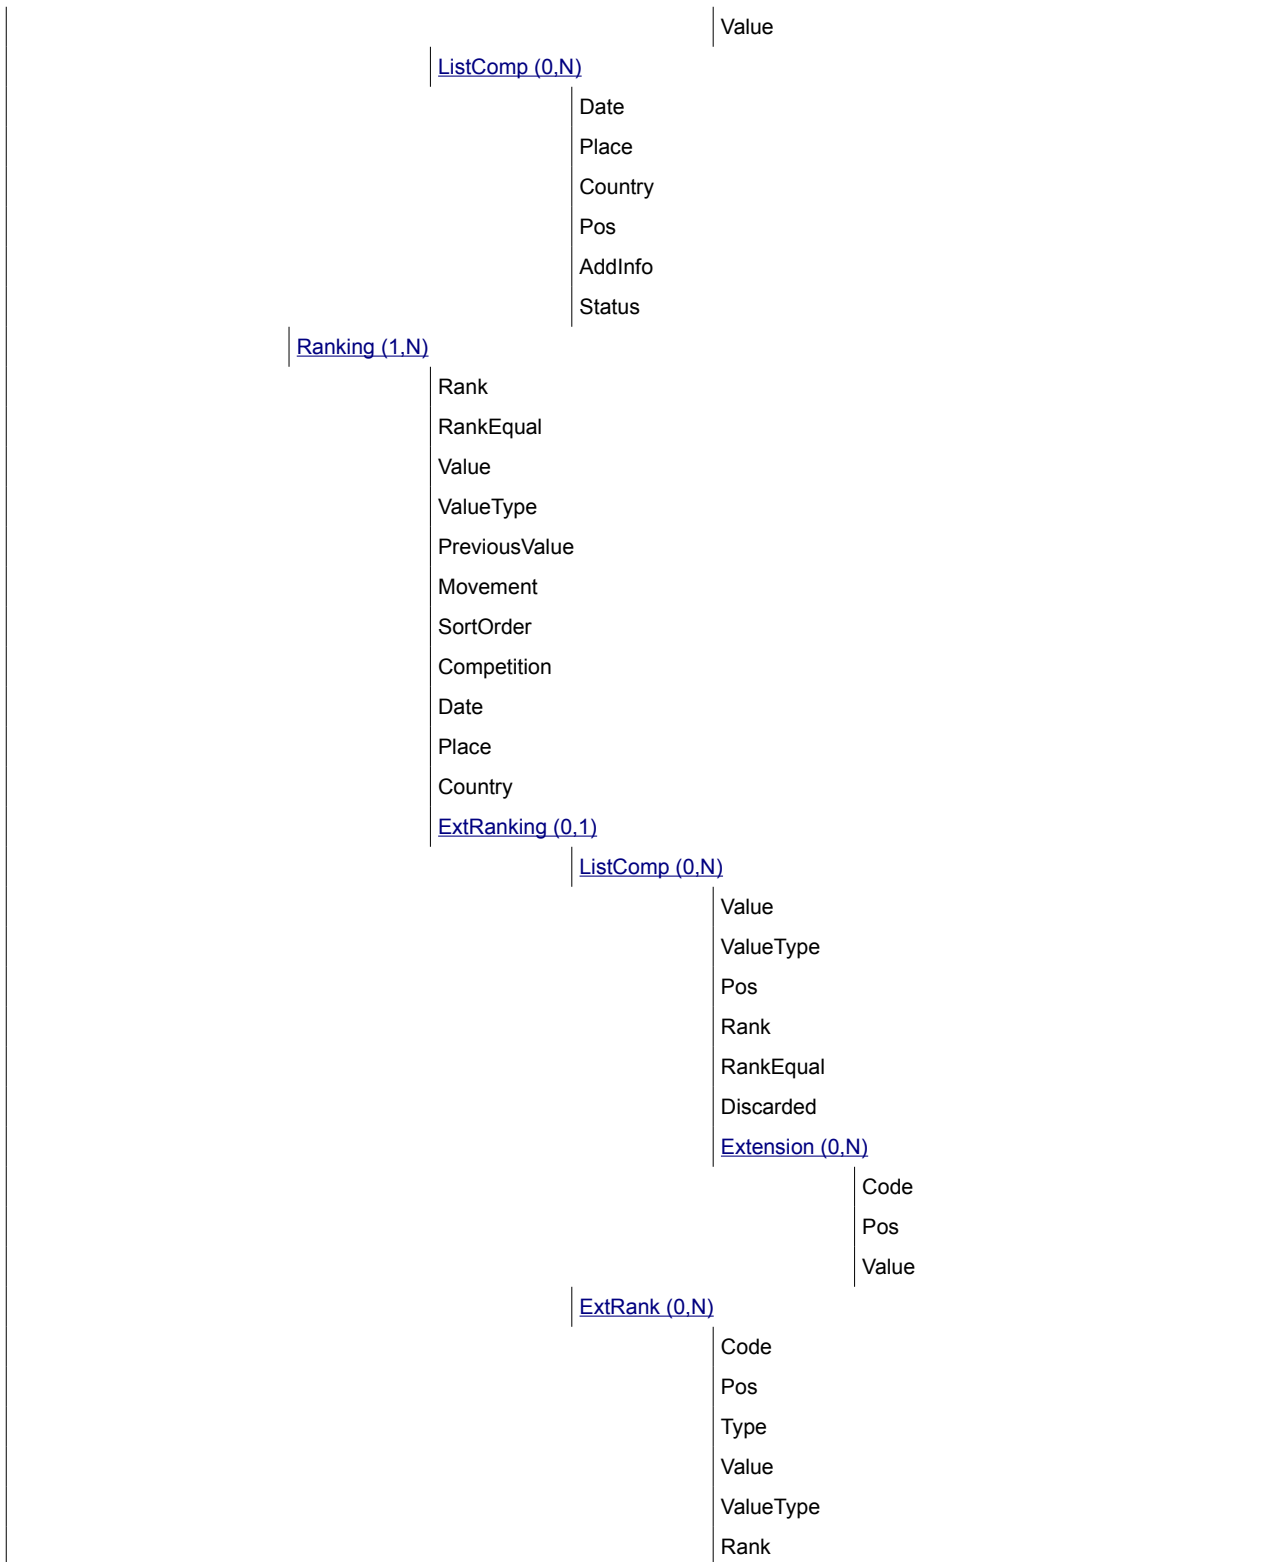 Value
ListComp (0,N)
Date
Place
Country
Pos
AddInfo
Status
Ranking (1,N)
Rank
RankEqual
Value
ValueType
PreviousValue
Movement
SortOrder
Competition
Date
Place
Country
ExtRanking (0,1)
ListComp (0,N)
Value
ValueType
Pos
Rank
RankEqual
Discarded
Extension (0,N)
Code
Pos
Value
ExtRank (0,N)
Code
Pos
Type
Value
ValueType
Rank